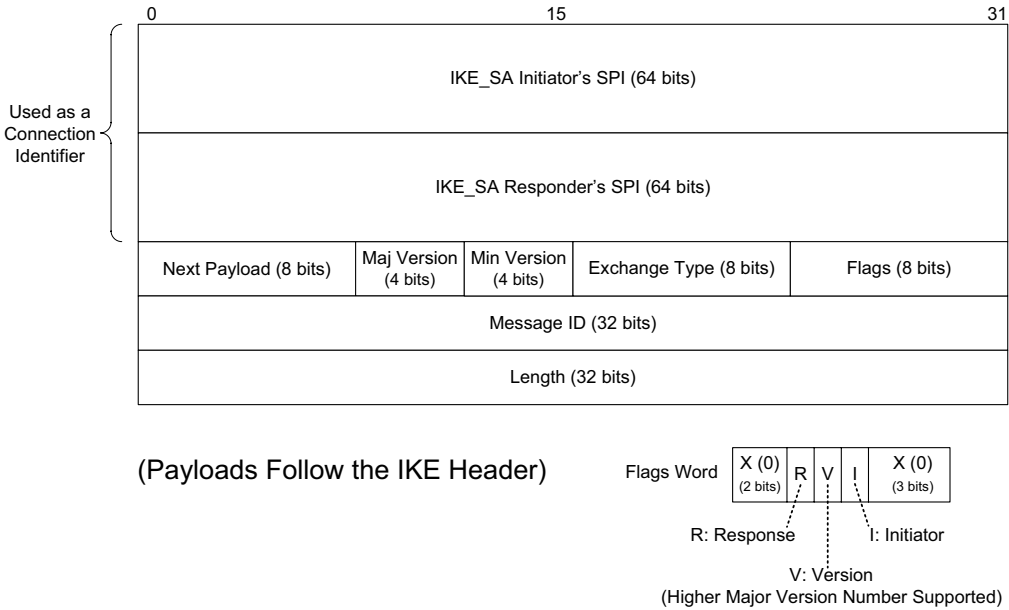 0 15 31
IKE_SA Initiator's SPI (64 bits)
Used as a
Connection
Identifier
IKE_SA Responder's SPI (64 bits)
Next Payload (8 bits)
Maj Version
(4 bits)
Min Version
(4 bits)
Exchange Type (8 bits)
Flags (8 bits)
Message ID (32 bits)
Length (32 bits)
(Payloads Follow the IKE Header)
Flags Word
X (0)
(2 bits)
R
V
I
X (0)
(3 bits)
R: Response
I: Initiator
V: Version
(Higher Major Version Number Supported)